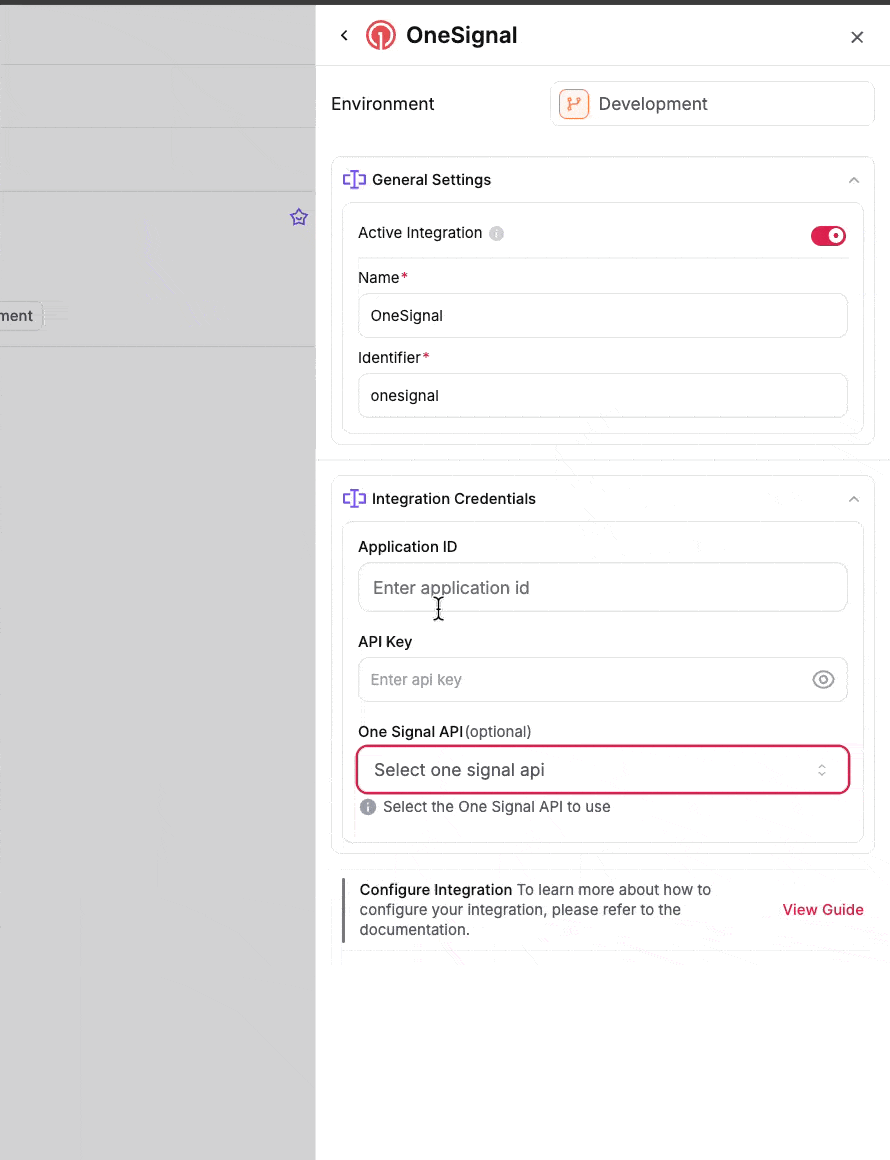 OneSignal
Environment
Development
General Settings
Active Integration
Name*
OneSignal
ment
Identifier*
onesignal
Integration Credentials
Application ID
Enter application id
API Key
Enter api key
One Signal API(optional)
Select one signal api
Select the One Signal API to use
Configure Integration To learn more about how to
configure your integration, please refer to the
documentation.
View Guide